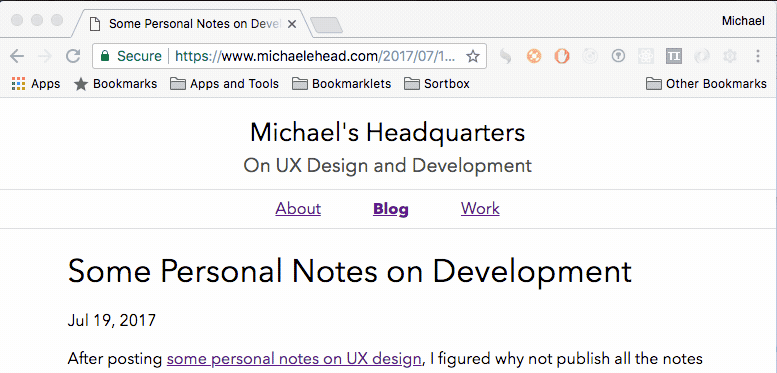 Some Personal Notes on Devel
Michael
Secure https://www.michaelehead.com/2017/07/1...
Apps Bookmarks Apps and Tools Bookmarklets Sortbox Other Bookmarks
Michael's Headquarters
On UX Design and Development
About Blog Work
Some Personal Notes on Development
Jul 19, 2017
After posting some personal notes on UX design, I figured why not publish all the notes